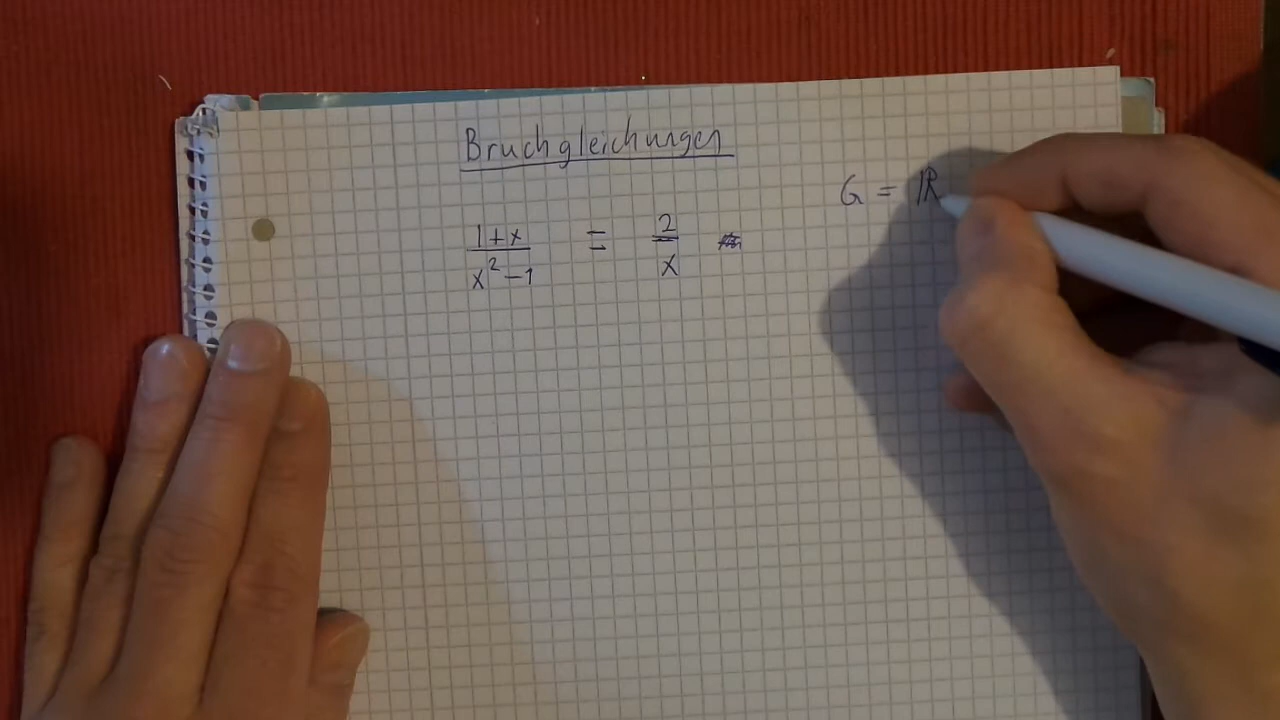 Bruchgleichungen
G = ℝ
1+x / x² − 1 = 2 / x